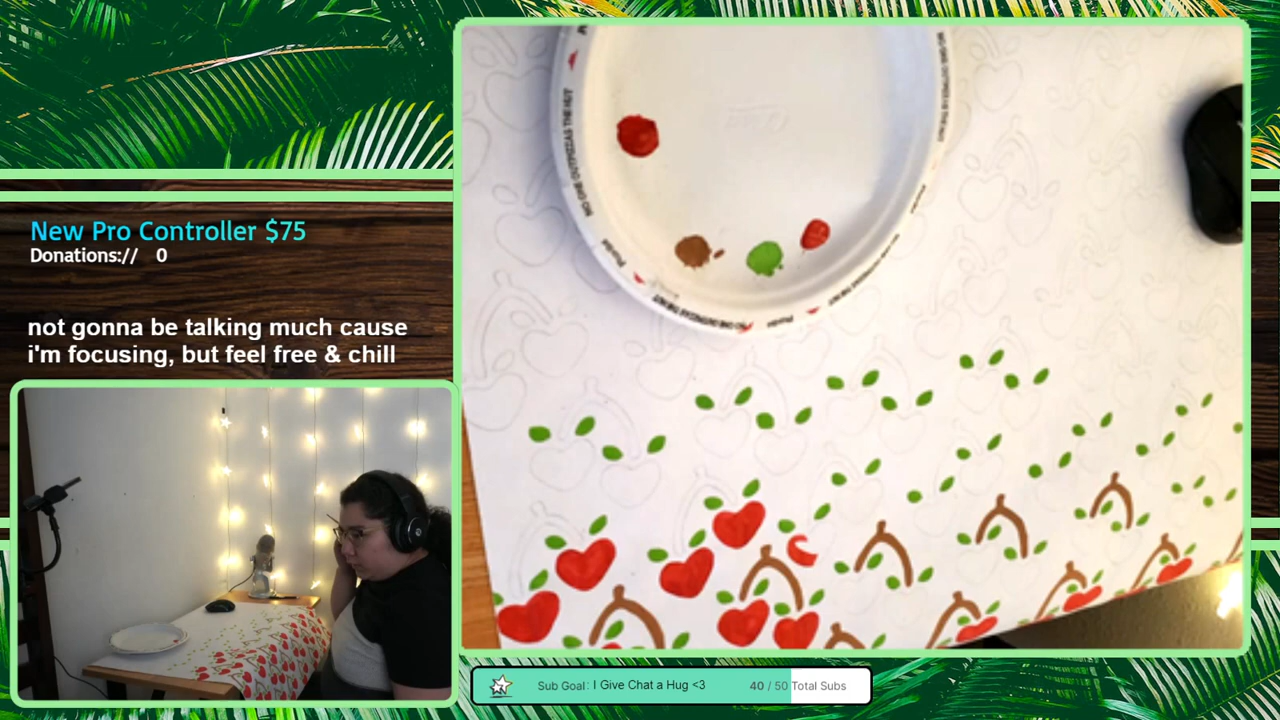 New Pro Controller $75
Donations:// 0
not gonna be talking much cause
i'm focusing, but feel free & chill
Sub Goal: I Give Chat a Hug <3 40 / 50 Total Subs